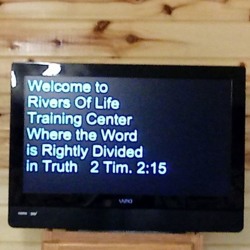 Welcome to
Rivers Of Life
Training Center
Where the Word
is Rightly Divided
in Truth 2 Tim. 2:15
VIZIO